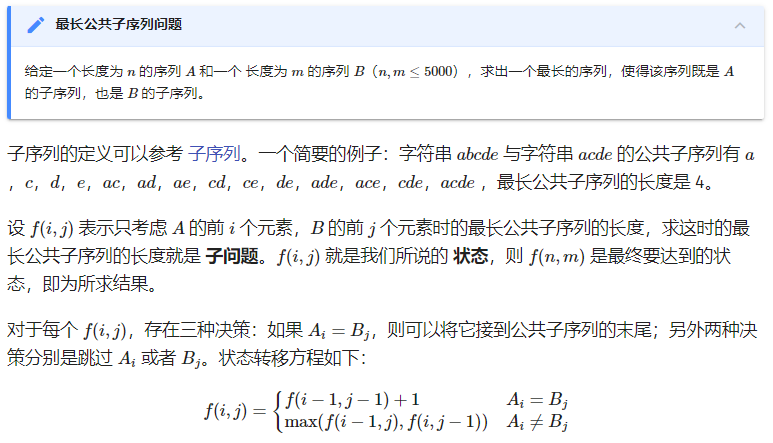 最长公共子序列问题
给定一个长度为 n 的序列 A 和一个 长度为 m 的序列 B（n, m ≤ 5000），求出一个最长的序列，使得该序列既是 A
的子序列，也是 B 的子序列。
子序列的定义可以参考 子序列。一个简要的例子：字符串 abcde 与字符串 acde 的公共子序列有 a
，c，d，e，ac，ad，ae，cd，ce，de，ade，ace，cde，acde ，最长公共子序列的长度是 4。
设 f(i, j) 表示只考虑 A 的前 i 个元素，B 的前 j 个元素时的最长公共子序列的长度，求这时的最
长公共子序列的长度就是 子问题。f(i, j) 就是我们所说的 状态，则 f(n, m) 是最终要达到的状
态，即为所求结果。
对于每个 f(i, j)，存在三种决策：如果 A_i = B_j，则可以将它接到公共子序列的末尾；另外两种决
策分别是跳过 A_i 或者 B_j。状态转移方程如下：
f(i, j) = { f(i − 1, j − 1) + 1 A_i = B_j
max(f(i − 1, j), f(i, j − 1)) A_i ≠ B_j